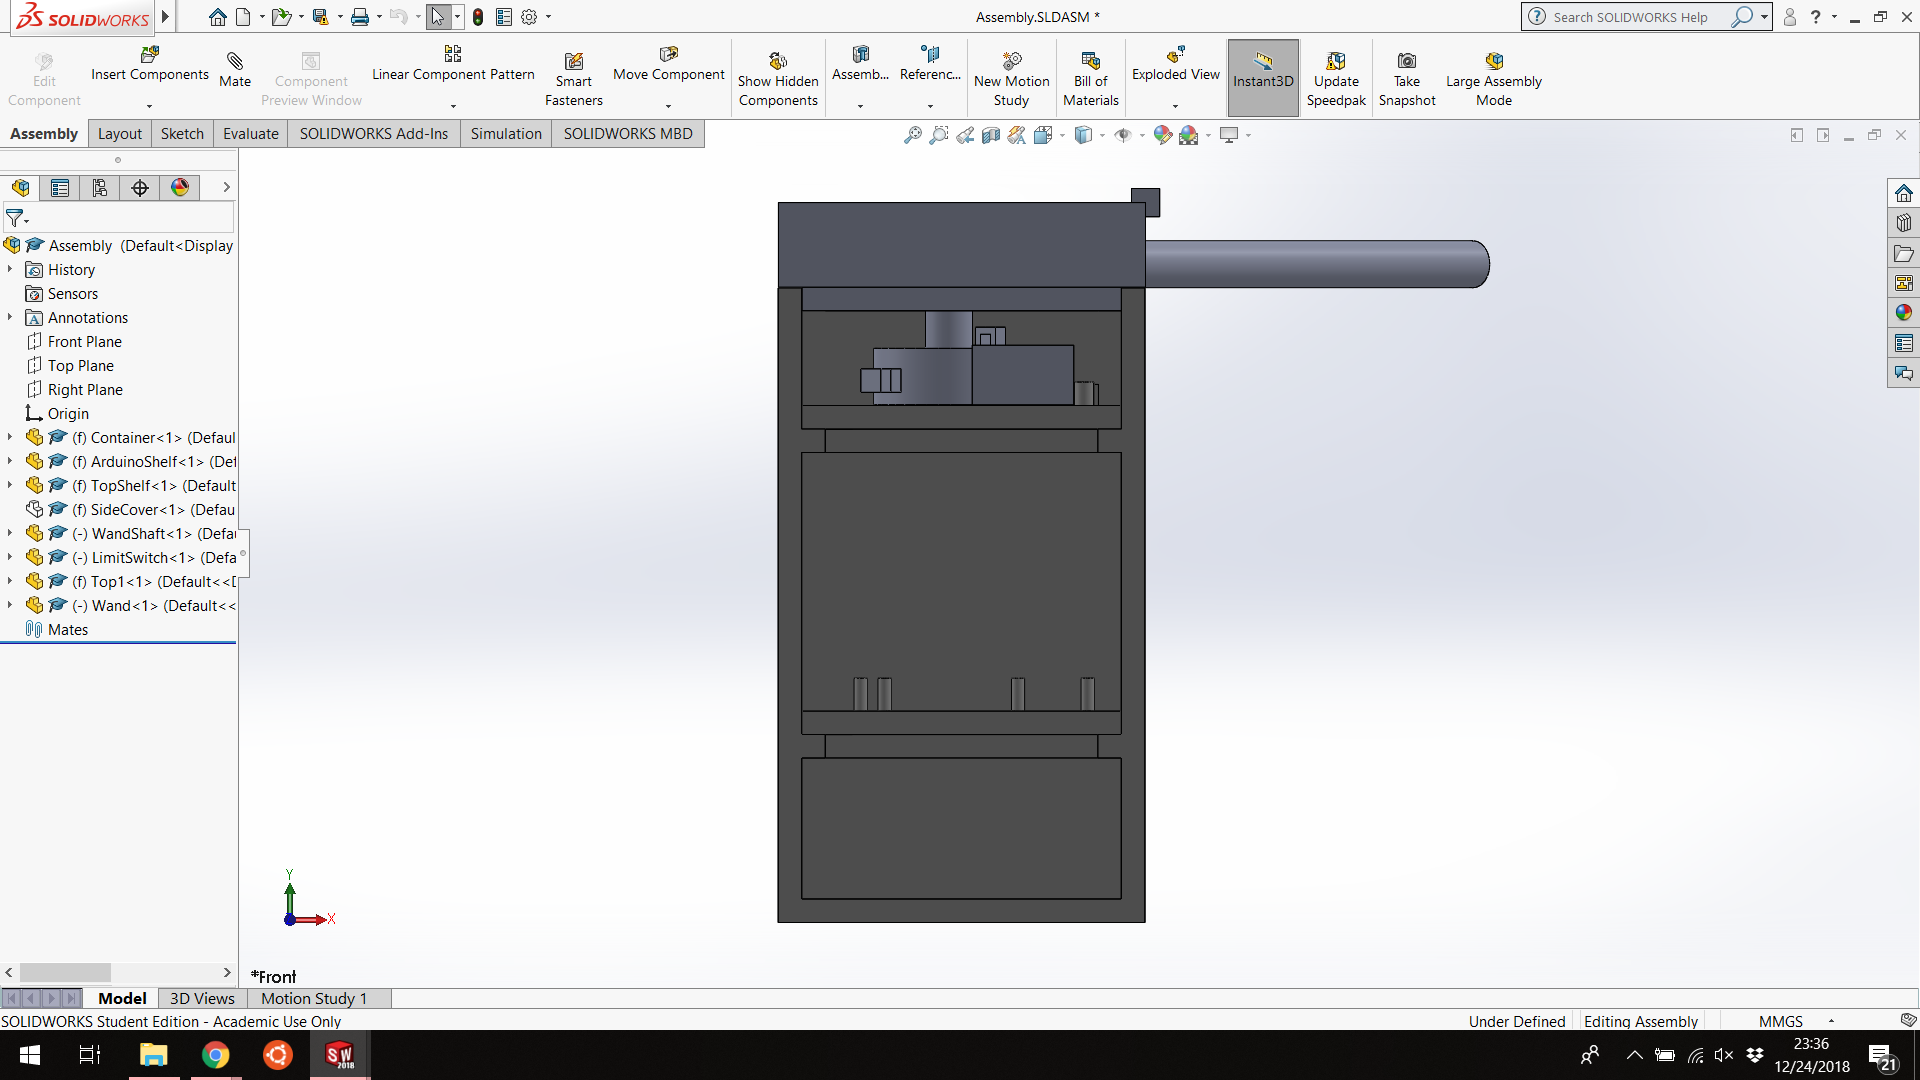 SOLIDWORKS
Assembly.SLDASM *
Search SOLIDWORKS Help
Edit Component
Insert Components
Mate
Component Preview Window
Linear Component Pattern
Smart Fasteners
Move Component
Show Hidden Components
Assemb...
Referenc...
New Motion Study
Bill of Materials
Exploded View
Instant3D
Update Speedpak
Take Snapshot
Large Assembly Mode
Assembly
Layout
Sketch
Evaluate
SOLIDWORKS Add-Ins
Simulation
SOLIDWORKS MBD
Assembly (Default<Display
History
Sensors
Annotations
Front Plane
Top Plane
Right Plane
Origin
(f) Container<1> (Defaul
(f) ArduinoShelf<1> (Def
(f) TopShelf<1> (Default
(f) SideCover<1> (Defau
(-) WandShaft<1> (Defau
(-) LimitSwitch<1> (Defa
(f) Top1<1> (Default<<D
(-) Wand<1> (Default<<
Mates
Y
X
*Front
Model
3D Views
Motion Study 1
SOLIDWORKS Student Edition - Academic Use Only
Under Defined
Editing Assembly
MMGS
SW
2018
23:36
12/24/2018
21